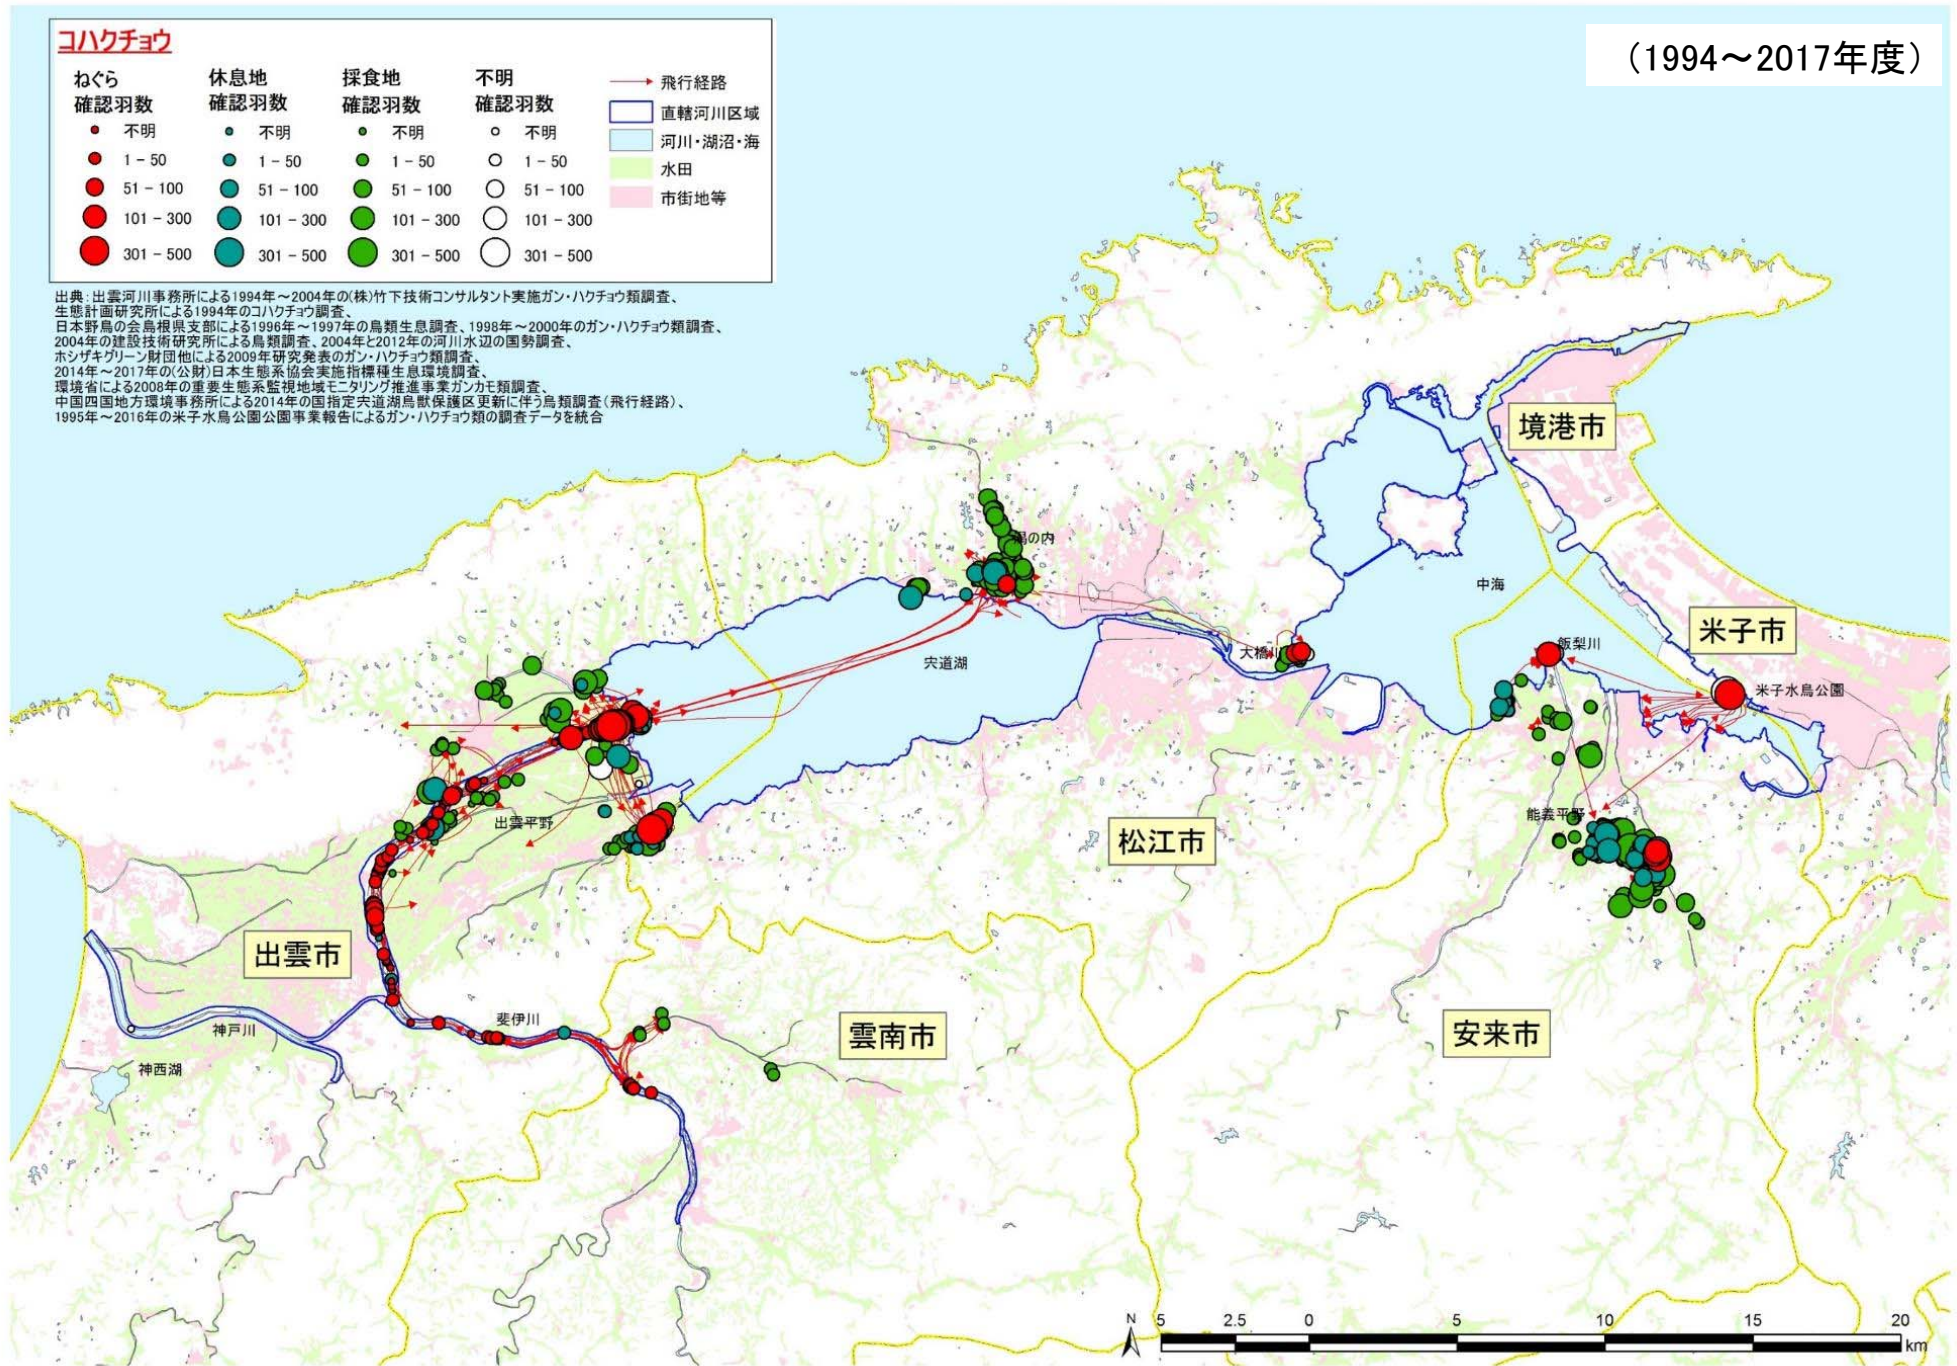 コハクチョウ
ねぐら 休息地 採食地 不明
確認羽数 確認羽数 確認羽数 確認羽数
不明 不明 不明 不明
1 - 50 1 - 50 1 - 50 1 - 50
51 - 100 51 - 100 51 - 100 51 - 100
101 - 300 101 - 300 101 - 300 101 - 300
301 - 500 301 - 500 301 - 500 301 - 500
飛行経路
直轄河川区域
河川・湖沼・海
水田
市街地等
(1994～2017年度)
出典:出雲河川事務所による1994年～2004年の(株)竹下技術コンサルタント実施ガン・ハクチョウ類調査、
生態計画研究所による1994年のコハクチョウ調査、
日本野鳥の会島根県支部による1996年～1997年の鳥類生息調査、1998年～2000年のガン・ハクチョウ類調査、
2004年の建設技術研究所による鳥類調査、2004年と2012年の河川水辺の国勢調査、
ホシザキグリーン財団他による2009年研究発表のガン・ハクチョウ類調査、
2014年～2017年の(公財)日本生態系協会実施指標種生息環境調査、
環境省による2008年の重要生態系監視地域モニタリング推進事業ガンカモ類調査、
中国四国地方環境事務所による2014年の国指定宍道湖鳥獣保護区更新に伴う鳥類調査(飛行経路)、
1995年～2016年の米子水鳥公園公園事業報告によるガン・ハクチョウ類の調査データを統合
境港市
潟の内
中海
米子市
大橋川
飯梨川
宍道湖
米子水鳥公園
出雲平野
能義平野
松江市
出雲市
斐伊川
神戸川
雲南市
安来市
神西湖
N
5 2.5 0 5 10 15 20
km